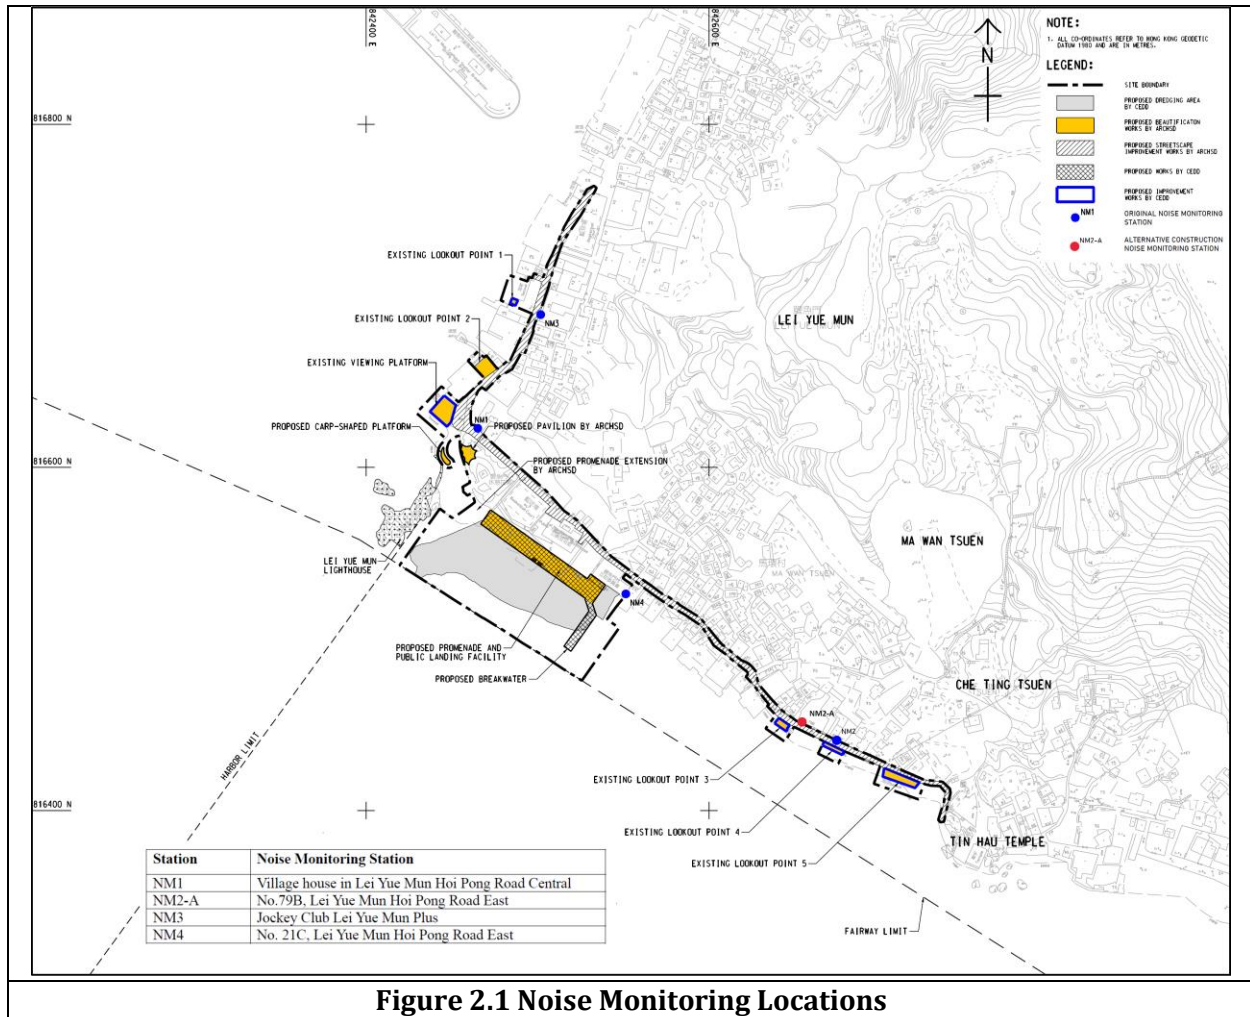 842400 E
842600 E
NOTE:
1. ALL CO-ORDINATES REFER TO HONG KONG GEODETIC
DATUM 1980 AND ARE IN METRES.
N
LEGEND:
SITE BOUNDARY
PROPOSED DREDGING AREA
BY CEDD
PROPOSED BEAUTIFICATION
WORKS BY ARCHSD
PROPOSED STREETSCAPE
IMPROVEMENT WORKS BY ARCHSD
PROPOSED WORKS BY CEDD
PROPOSED IMPROVEMENT
WORKS BY CEDD
NM1
ORIGINAL NOISE MONITORING
STATION
NM2-A
ALTERNATIVE CONSTRUCTION
NOISE MONITORING STATION
816800 N
EXISTING LOOKOUT POINT 1
NM3
LEI YUE MUN
EXISTING LOOKOUT POINT 2
EXISTING VIEWING PLATFORM
PROPOSED CARP-SHAPED PLATFORM
NM1
PROPOSED PAVILION BY ARCHSD
816600 N
PROPOSED PROMENADE EXTENSION
BY ARCHSD
MA WAN TSUEN
LEI YUE MUN
LIGHTHOUSE
MA WAN TSUEN
NM4
PROPOSED PROMENADE AND
PUBLIC LANDING FACILITY
PROPOSED BREAKWATER
CHE TING TSUEN
NM2-A
NM2
HARBOR LIMIT
EXISTING LOOKOUT POINT 3
816400 N
EXISTING LOOKOUT POINT 4
TIN HAU TEMPLE
EXISTING LOOKOUT POINT 5
FAIRWAY LIMIT
Station Noise Monitoring Station
NM1 Village house in Lei Yue Mun Hoi Pong Road Central
NM2-A No.79B, Lei Yue Mun Hoi Pong Road East
NM3 Jockey Club Lei Yue Mun Plus
NM4 No. 21C, Lei Yue Mun Hoi Pong Road East
Figure 2.1 Noise Monitoring Locations